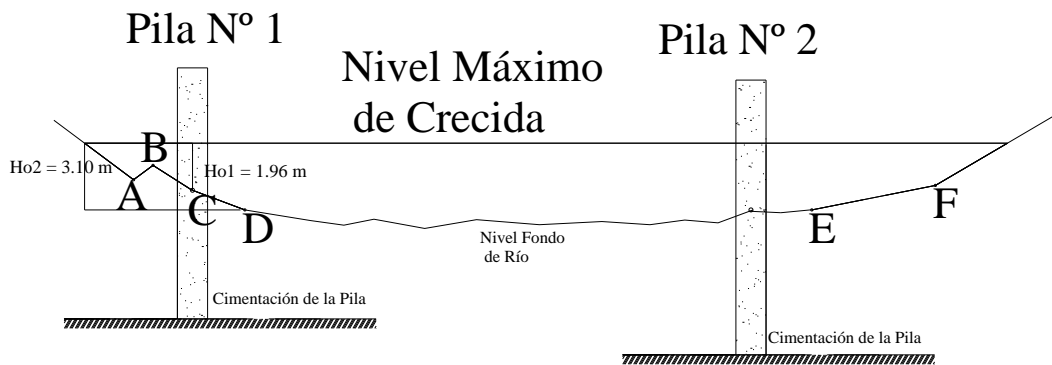 Pila Nº 1
Pila Nº 2
Nivel Máximo
de Crecida
Ho2 = 3.10 m
B
Ho1 = 1.96 m
A
C
D
E
F
Nivel Fondo
de Río
Cimentación de la Pila
Cimentación de la Pila